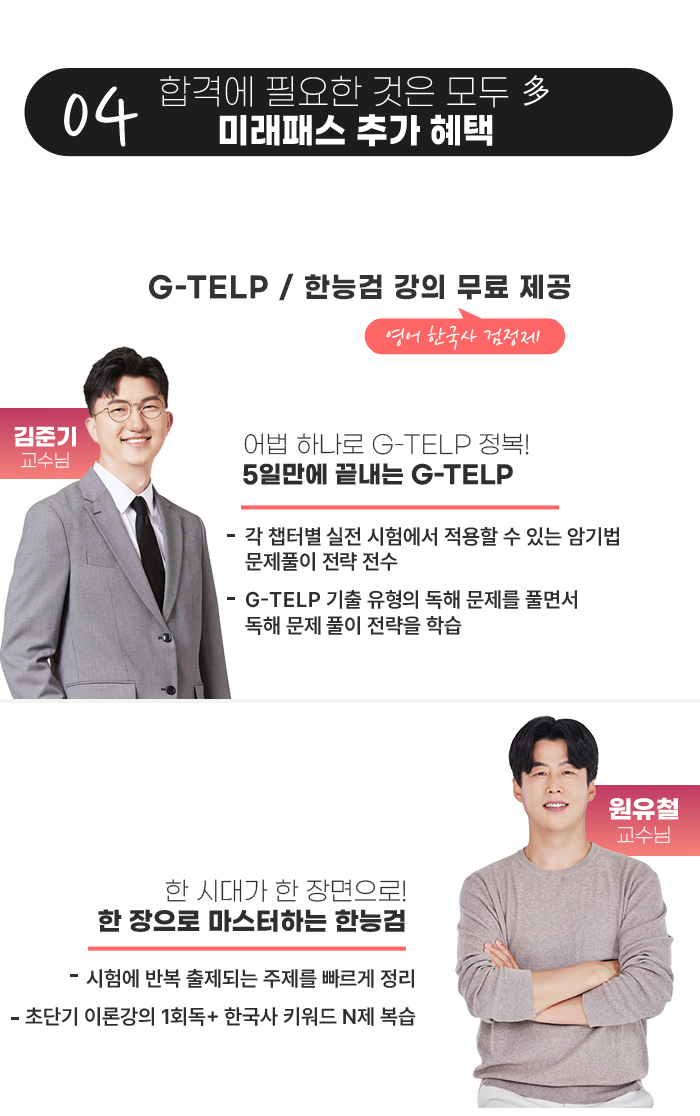 04
합격에 필요한 것은 모두 多
미래패스 추가 혜택
G-TELP / 한능검 강의 무료 제공
영어 한국사 검정제
김준기
교수님
어법 하나로 G-TELP 정복!
5일만에 끝내는 G-TELP
- 각 챕터별 실전 시험에서 적용할 수 있는 암기법
문제풀이 전략 전수
- G-TELP 기출 유형의 독해 문제를 풀면서
독해 문제 풀이 전략을 학습
원유철
교수님
한 시대가 한 장면으로!
한 장으로 마스터하는 한능검
- 시험에 반복 출제되는 주제를 빠르게 정리
- 초단기 이론강의 1회독+ 한국사 키워드 N제 복습